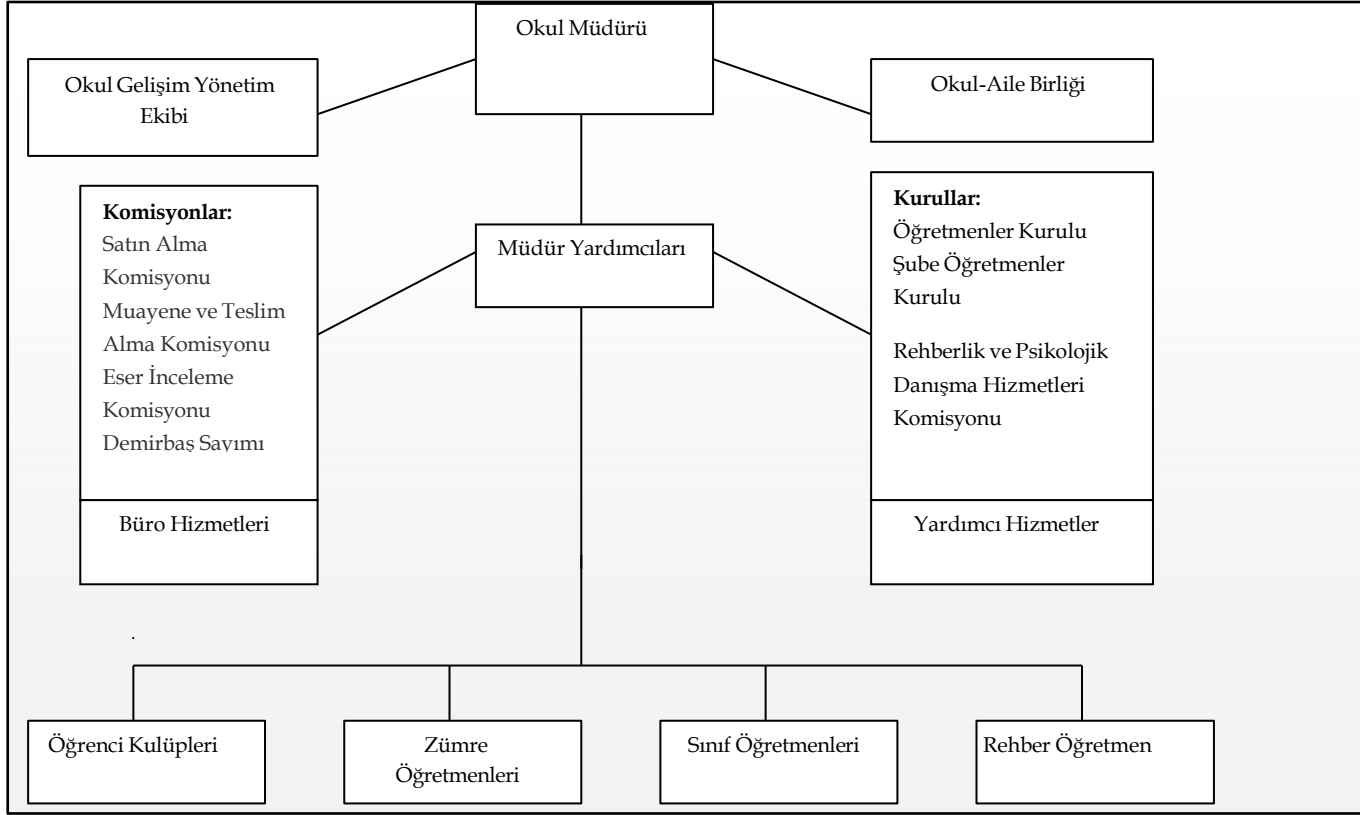 Okul Müdürü
Okul Gelişim Yönetim
Ekibi
Okul-Aile Birliği
Komisyonlar:
Satın Alma
Komisyonu
Muayene ve Teslim
Alma Komisyonu
Eser İnceleme
Komisyonu
Demirbaş Sayımı
Müdür Yardımcıları
Kurullar:
Öğretmenler Kurulu
Şube Öğretmenler
Kurulu
Rehberlik ve Psikolojik
Danışma Hizmetleri
Komisyonu
Büro Hizmetleri
Yardımcı Hizmetler
Öğrenci Kulüpleri
Zümre
Öğretmenleri
Sınıf Öğretmenleri
Rehber Öğretmen